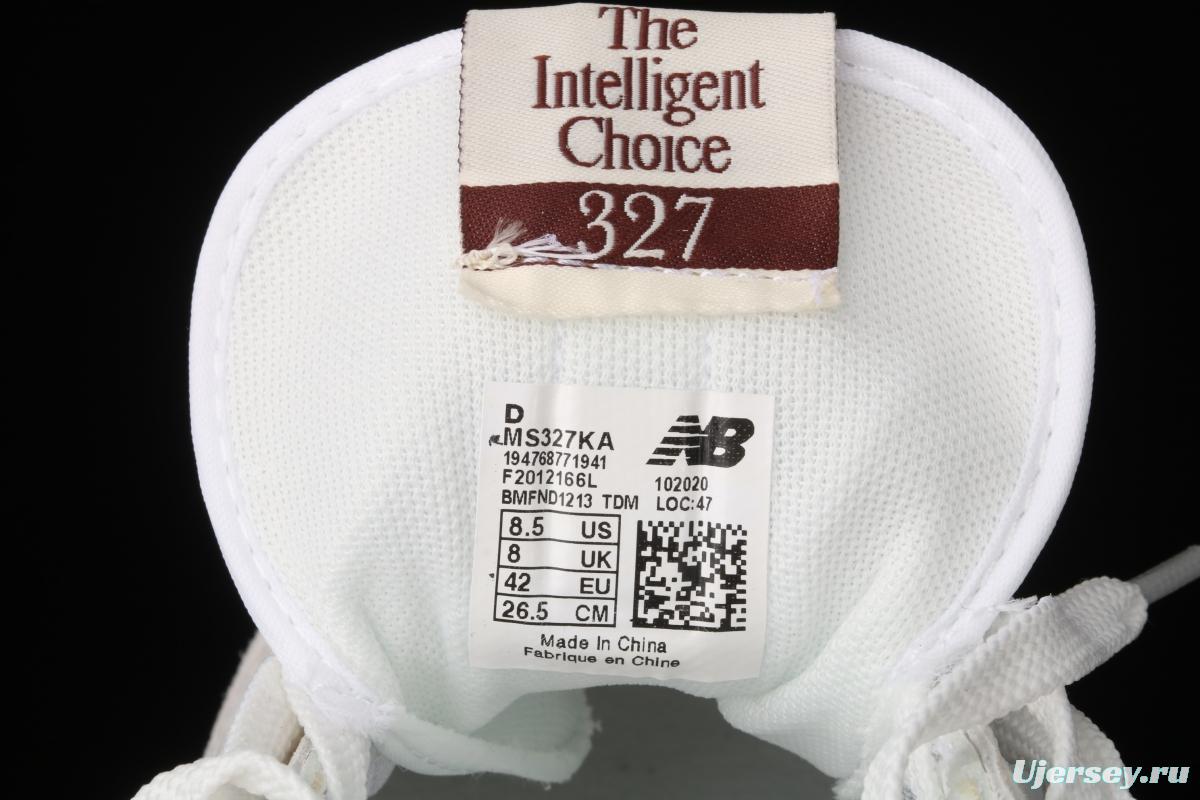 The
Intelligent
Choice
327
D
MS327KA
194768771941
F2012166L
BMFND1213 TDM
NB
102020
LOC:47
8.5 US
8 UK
42 EU
26.5 CM
Made In China
Fabrique en Chine
Ujersey.ru